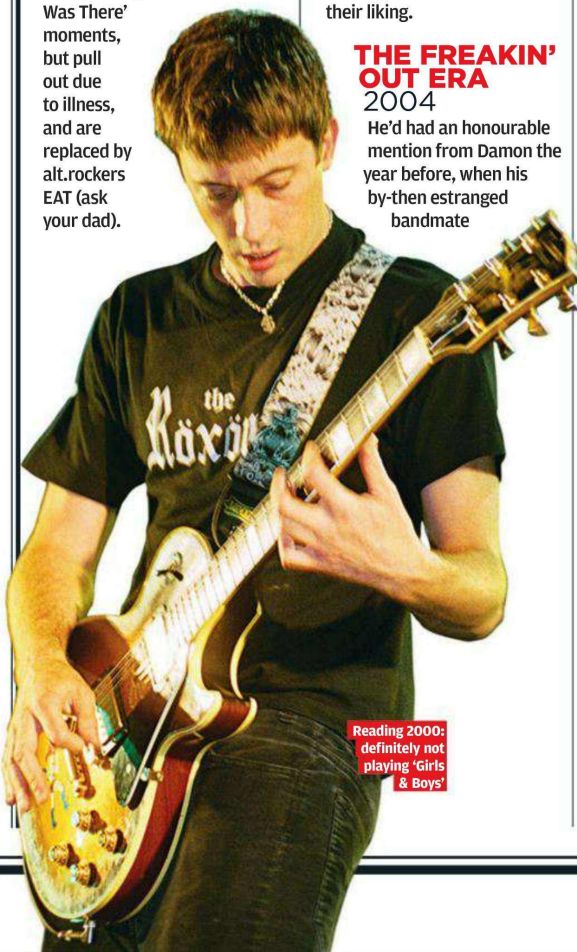 Was There'
moments,
but pull
out due
to illness,
and are
replaced by
alt.rockers
EAT (ask
your dad).
their liking.
THE FREAKIN'
OUT ERA
2004
He'd had an honourable
mention from Damon the
year before, when his
by-then estranged
bandmate
the
Reading 2000:
definitely not
playing 'Girls
& Boys'